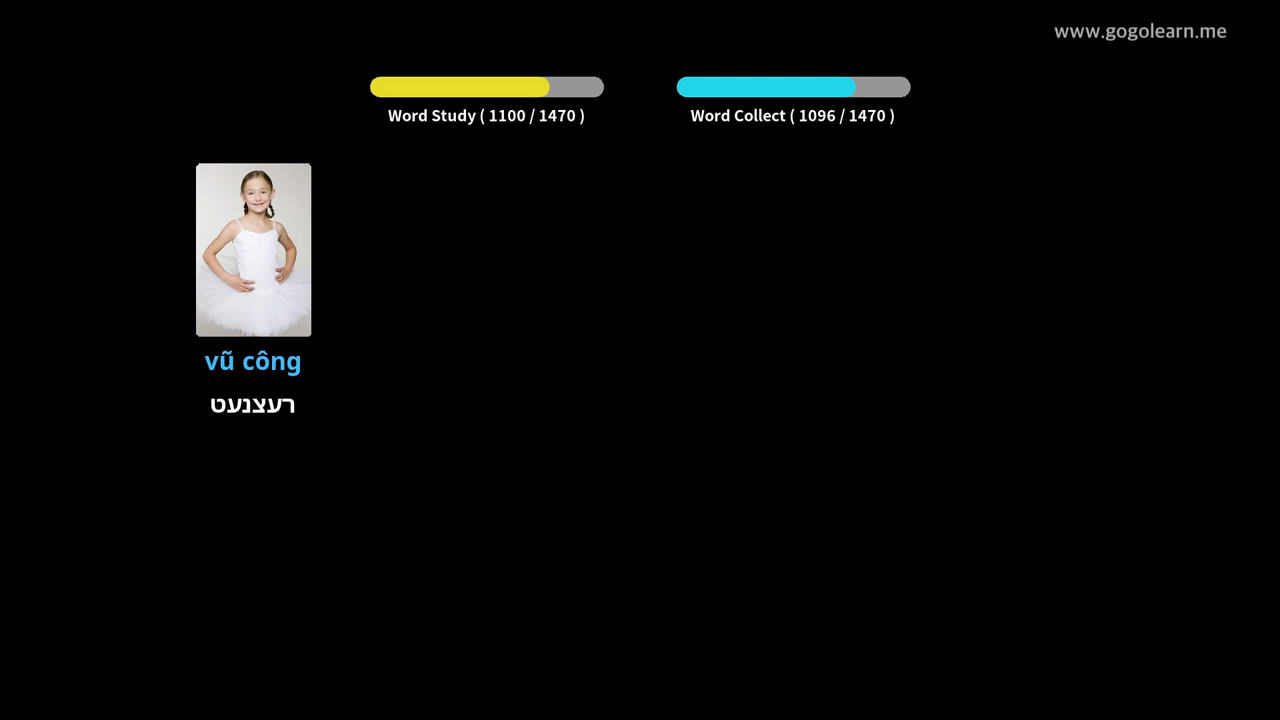 www.gogolearn.me
Word Study ( 1100 / 1470 )
Word Collect ( 1096 / 1470 )
vũ công
רעצנעט